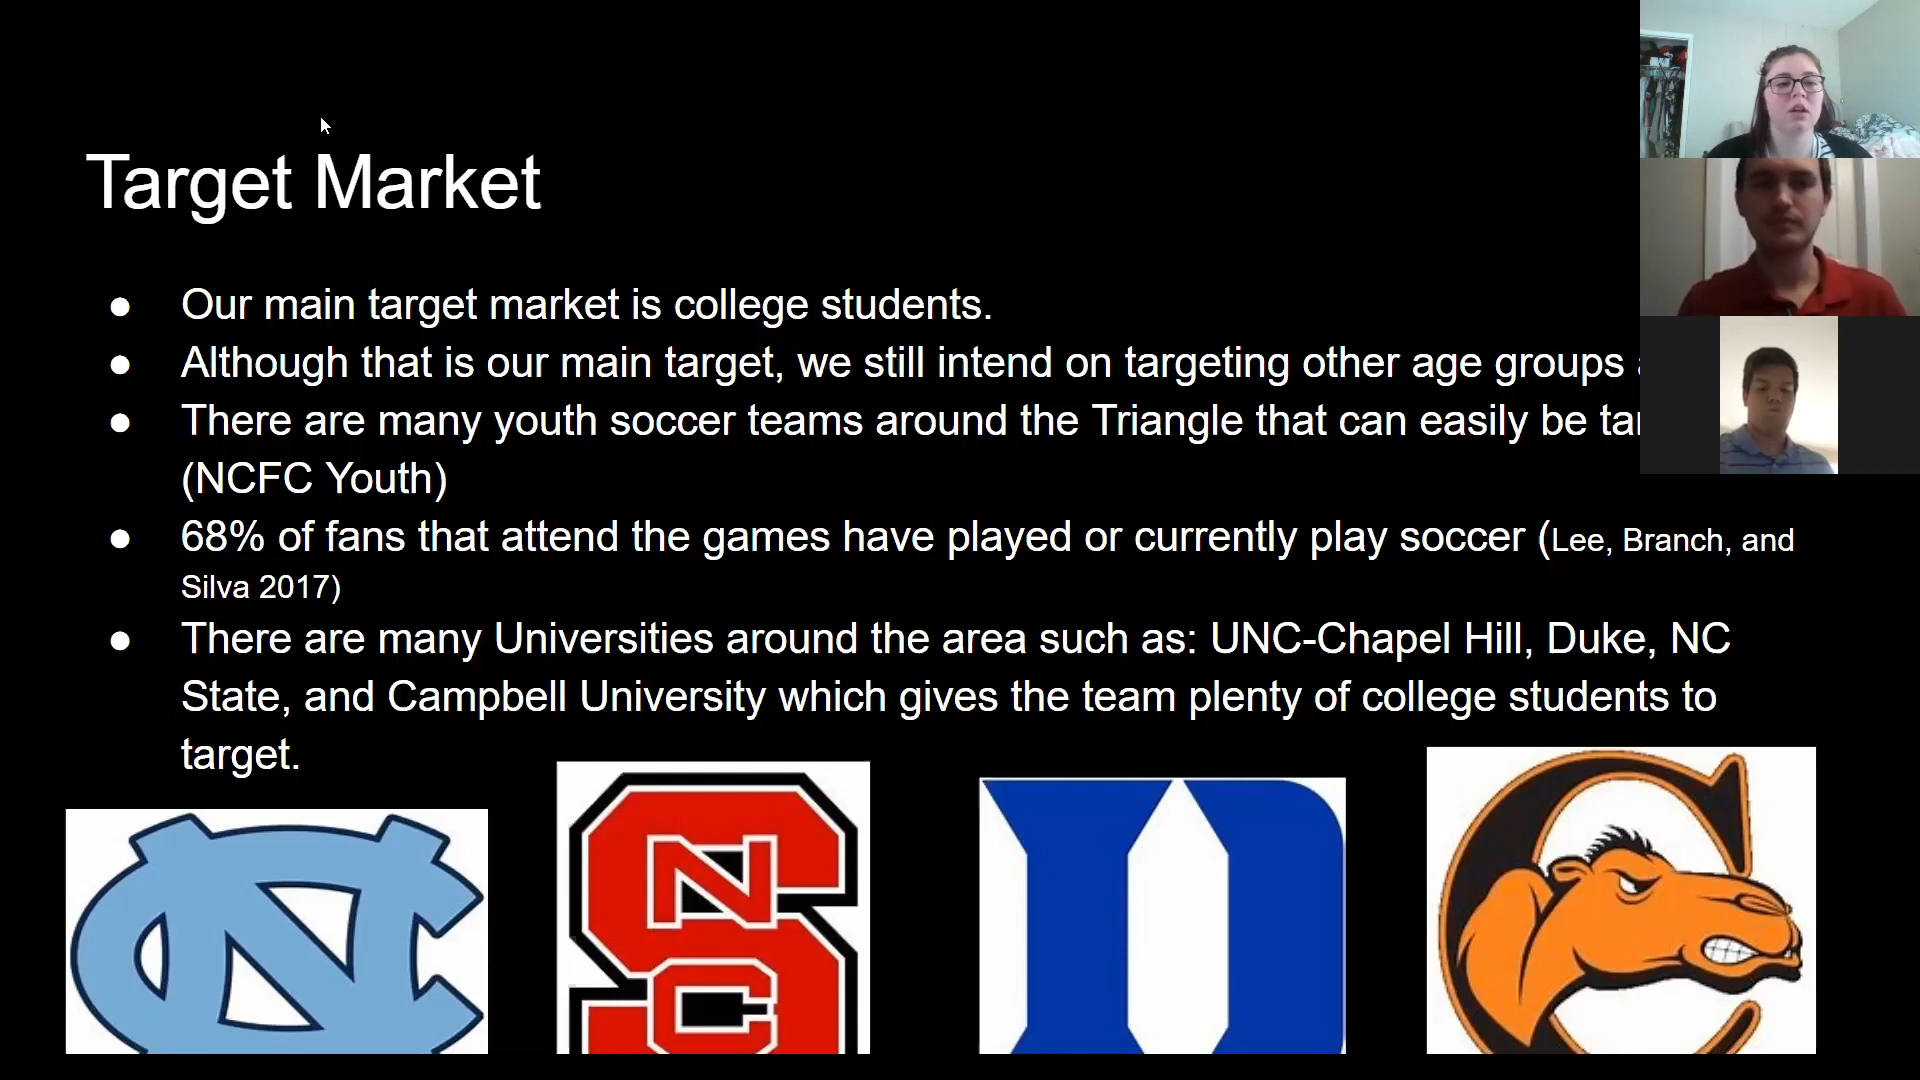 Target Market
● Our main target market is college students.
● Although that is our main target, we still intend on targeting other age groups
● There are many youth soccer teams around the Triangle that can easily be
(NCFC Youth)
● 68% of fans that attend the games have played or currently play soccer (Lee, Branch, and
Silva 2017)
● There are many Universities around the area such as: UNC-Chapel Hill, Duke, NC
State, and Campbell University which gives the team plenty of college students to
target.
NC
N
S
C
D
C